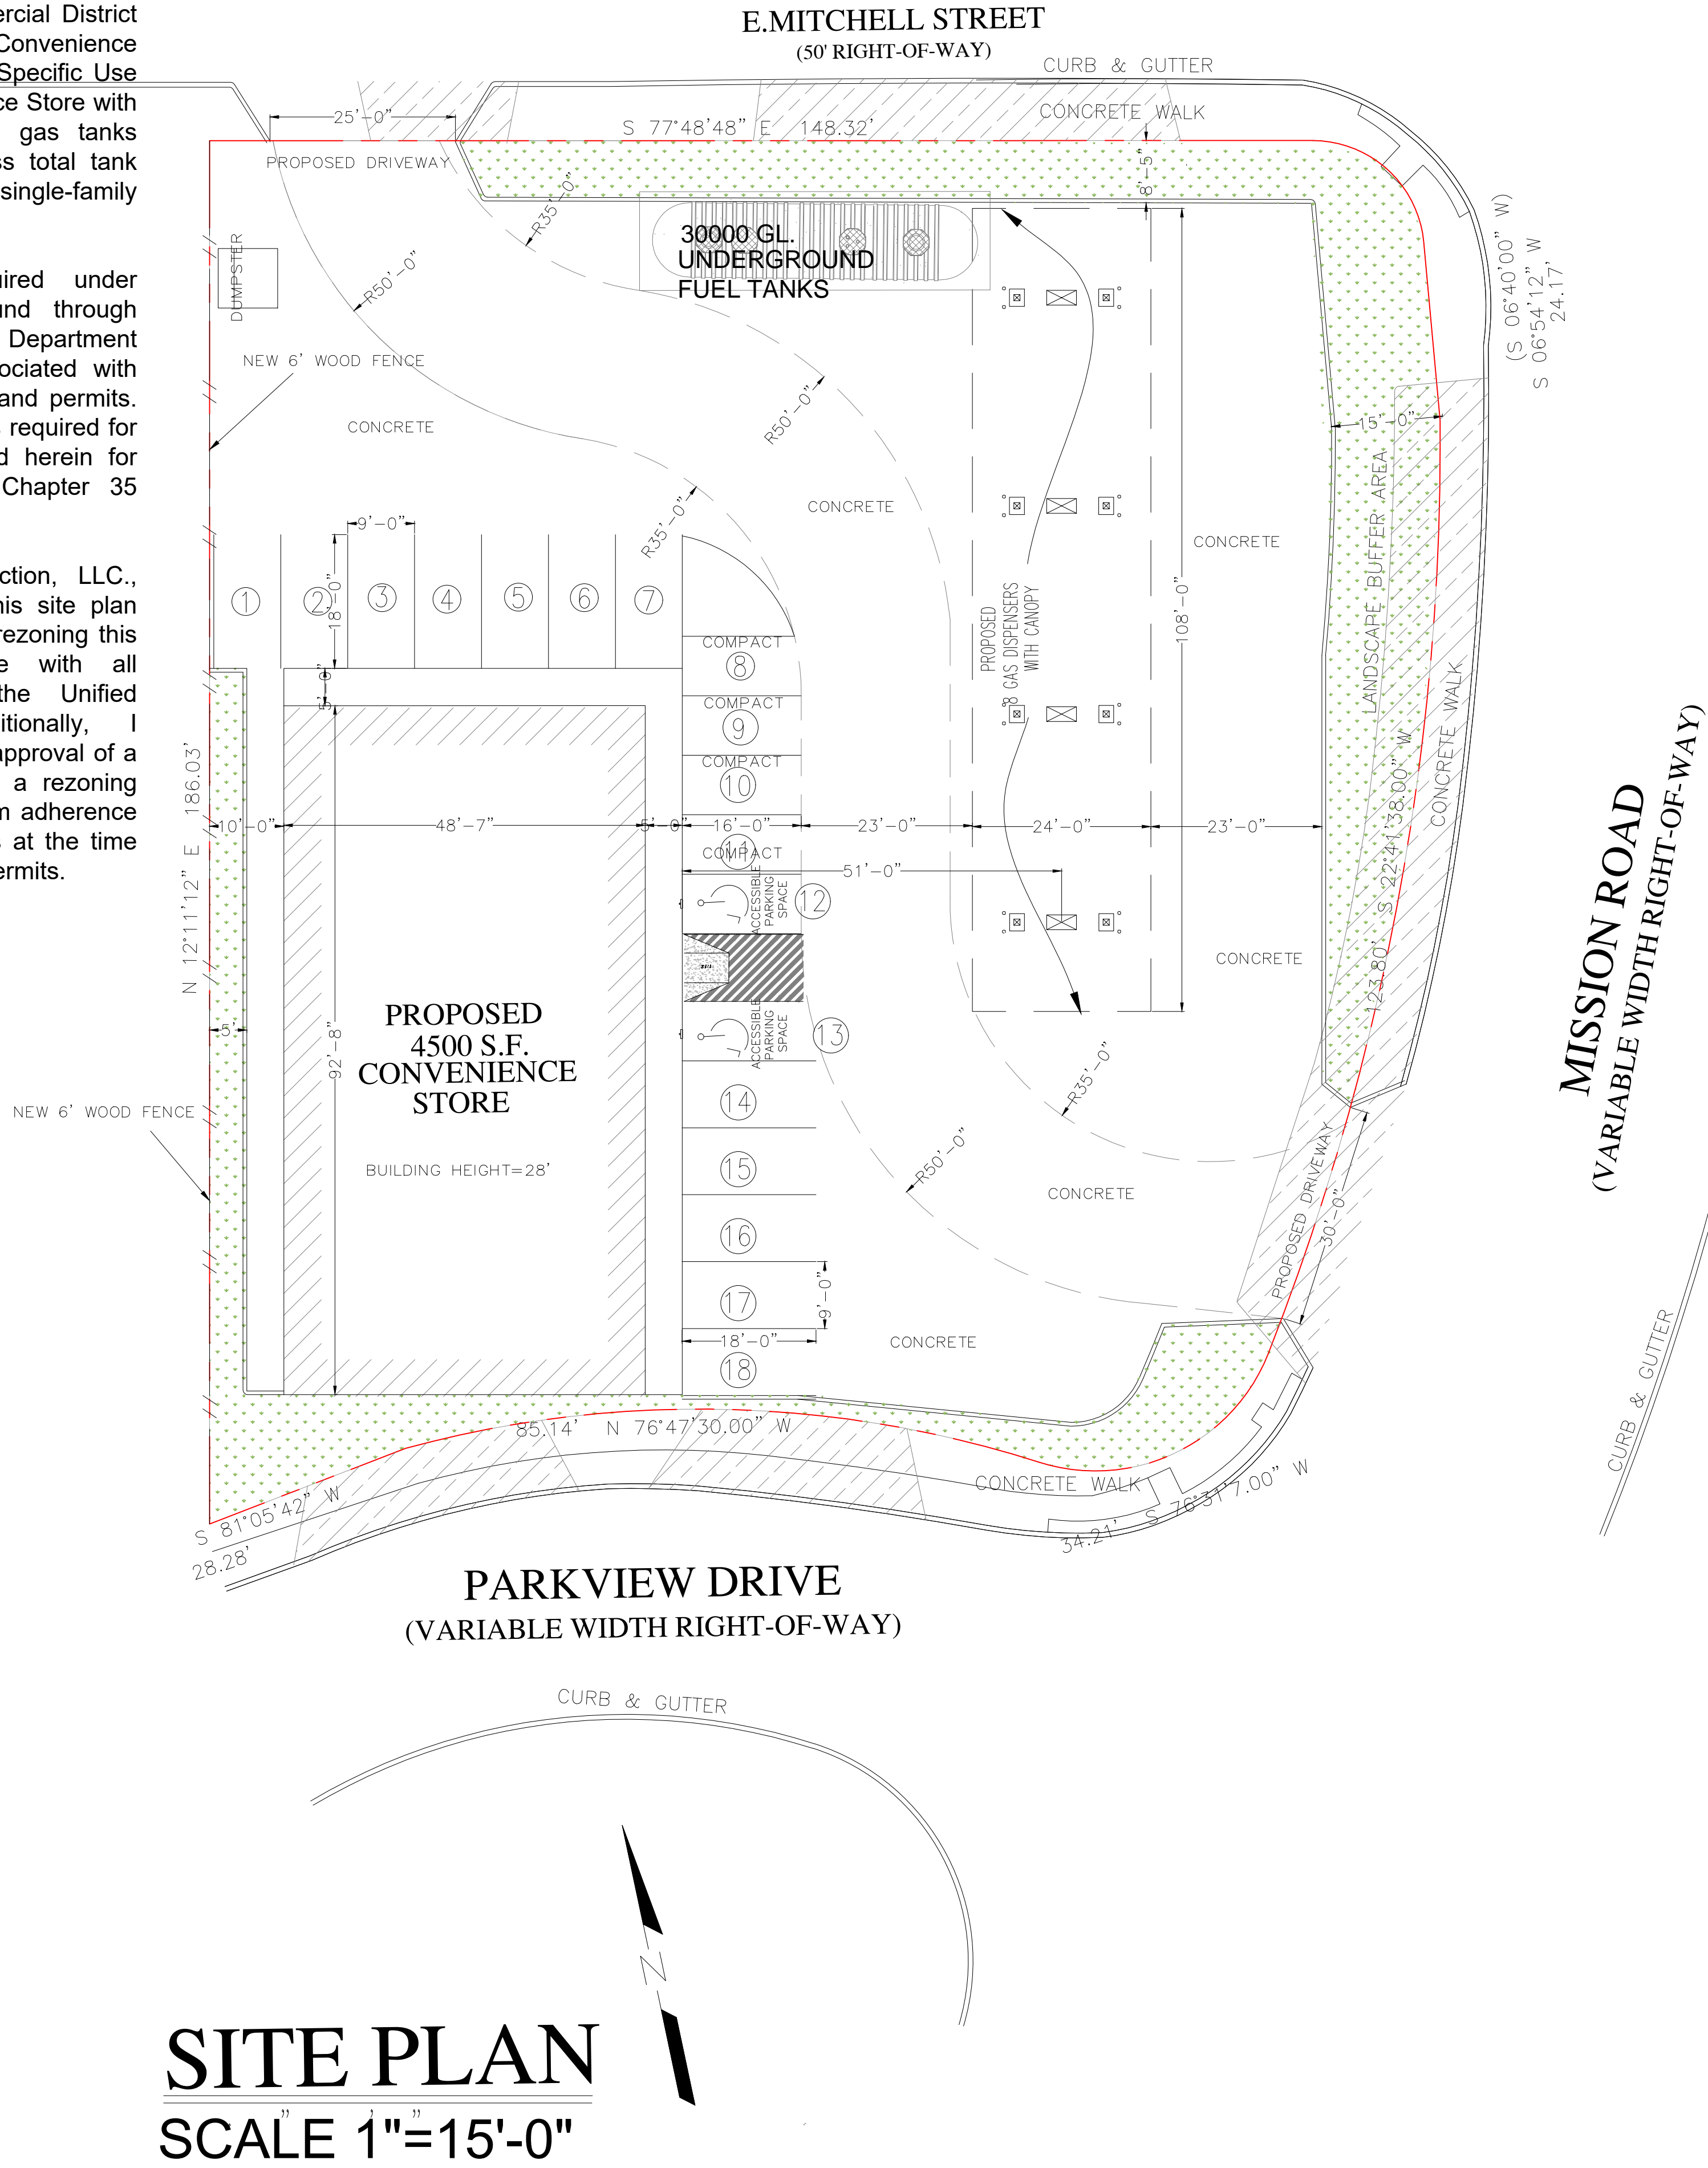 ercial District
Convenience
Specific Use
ce Store with
gas tanks
ss total tank
single-family
uired under
und through
Department
ociated with
and permits.
s required for
d herein for
Chapter 35
ction, LLC.,
his site plan
rezoning this
e with all
the Unified
itionally, I
approval of a
a rezoning
m adherence
s at the time
ermits.
E.MITCHELL STREET
(50' RIGHT-OF-WAY)
CURB & GUTTER
CONCRETE WALK
25'-0"
S 77°48'48" E 148.32'
PROPOSED DRIVEWAY
8'-5"
R35'-0"
R50'-0"
DUMPSTER
30000 GL.
UNDERGROUND
FUEL TANKS
(S 06°40'00" W)
S 06°54'12" W
24.17'
NEW 6' WOOD FENCE
CONCRETE
R50'-0"
15'-0"
LANDSCAPE BUFFER AREA
CONCRETE
R35'-0"
CONCRETE
9'-0"
18'-0"
1
2
3
4
5
6
7
PROPOSED
8 GAS DISPENSERS
WITH CANOPY
108'-0"
COMPACT
8
COMPACT
9
COMPACT
10
COMPACT
11
5'-0"
N 12°11'12" E 186.03'
10'-0"
48'-7"
5'-0"
16'-0"
23'-0"
24'-0"
23'-0"
51'-0"
ACCESSIBLE
PARKING
SPACE
12
ACCESSIBLE
PARKING
SPACE
13
CONCRETE
123.80' S 22°41'38.00" W
CONCRETE WALK
MISSION ROAD
(VARIABLE WIDTH RIGHT-OF-WAY)
5'
92'-8"
PROPOSED
4500 S.F.
CONVENIENCE
STORE
BUILDING HEIGHT=28'
NEW 6' WOOD FENCE
14
15
16
17
18
9'-0"
18'-0"
R35'-0"
R50'-0"
CONCRETE
CONCRETE
PROPOSED DRIVEWAY
30'-0"
CURB & GUTTER
85.14' N 76°47'30.00" W
CONCRETE WALK
S 81°05'42" W
28.28'
34.21' S 76°31'7.00" W
PARKVIEW DRIVE
(VARIABLE WIDTH RIGHT-OF-WAY)
CURB & GUTTER
N
SITE PLAN
SCALE 1"=15'-0"